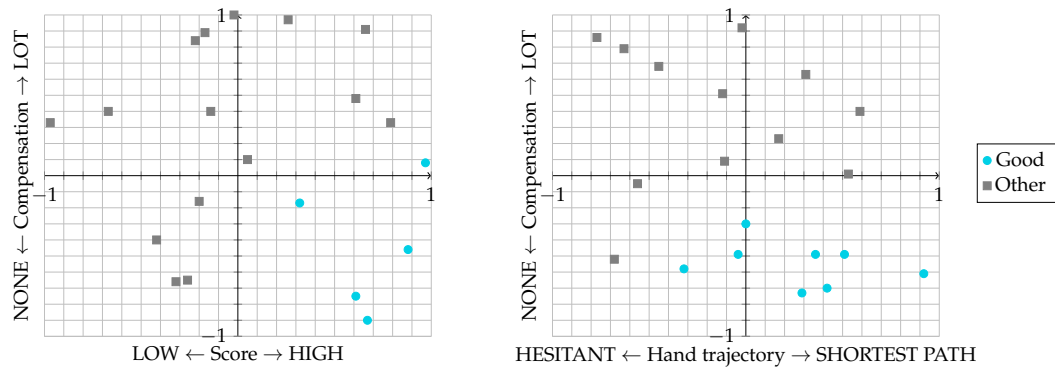 NONE ← Compensation → LOT
1
−1
1
−1
LOW ← Score → HIGH
NONE ← Compensation → LOT
1
−1
1
−1
HESITANT ← Hand trajectory → SHORTEST PATH
Good
Other